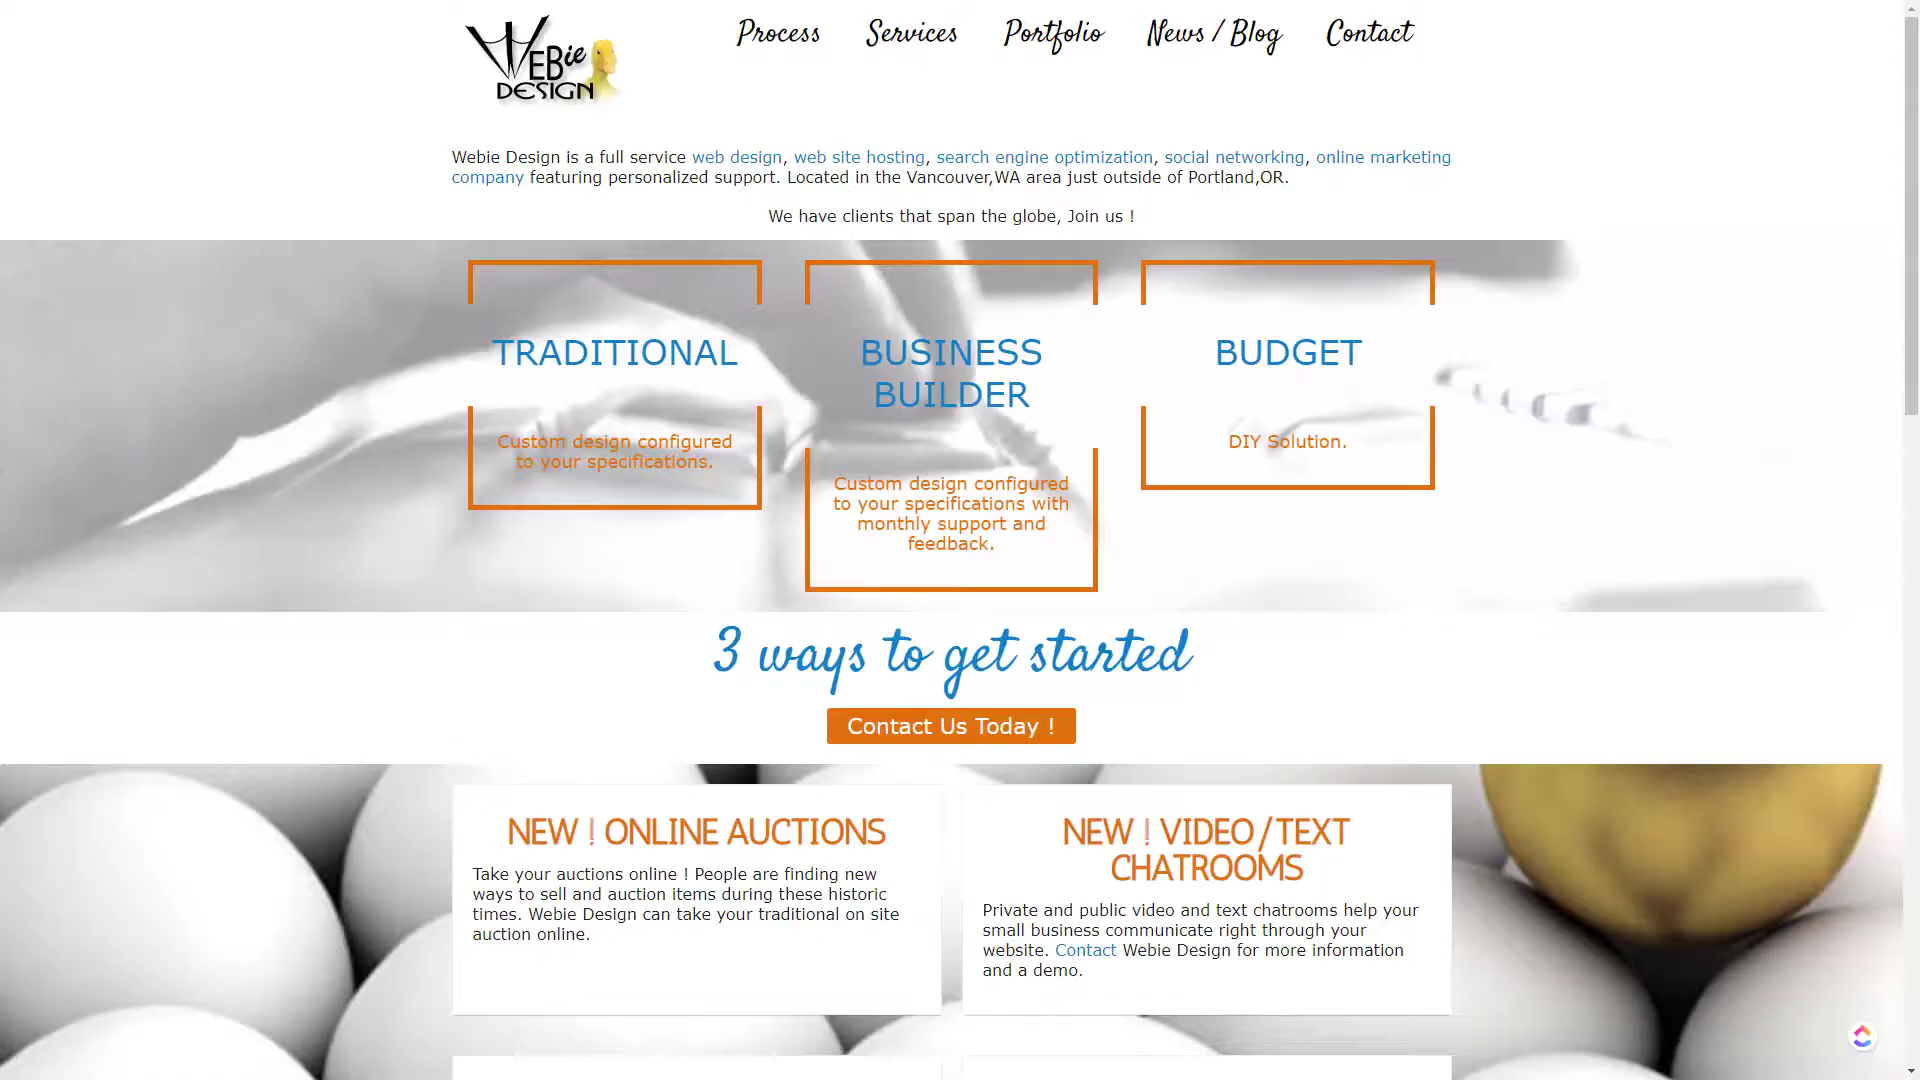 WEBie
DESIGN
Process Services Portfolio News / Blog Contact
Webie Design is a full service web design, web site hosting, search engine optimization, social networking, online marketing
company featuring personalized support. Located in the Vancouver,WA area just outside of Portland,OR.
We have clients that span the globe, Join us !
TRADITIONAL
Custom design configured
to your specifications.
BUSINESS
BUILDER
Custom design configured
to your specifications with
monthly support and
feedback.
BUDGET
DIY Solution.
3 ways to get started
Contact Us Today !
NEW ! ONLINE AUCTIONS
Take your auctions online ! People are finding new
ways to sell and auction items during these historic
times. Webie Design can take your traditional on site
auction online.
NEW ! VIDEO/TEXT
CHATROOMS
Private and public video and text chatrooms help your
small business communicate right through your
website. Contact Webie Design for more information
and a demo.